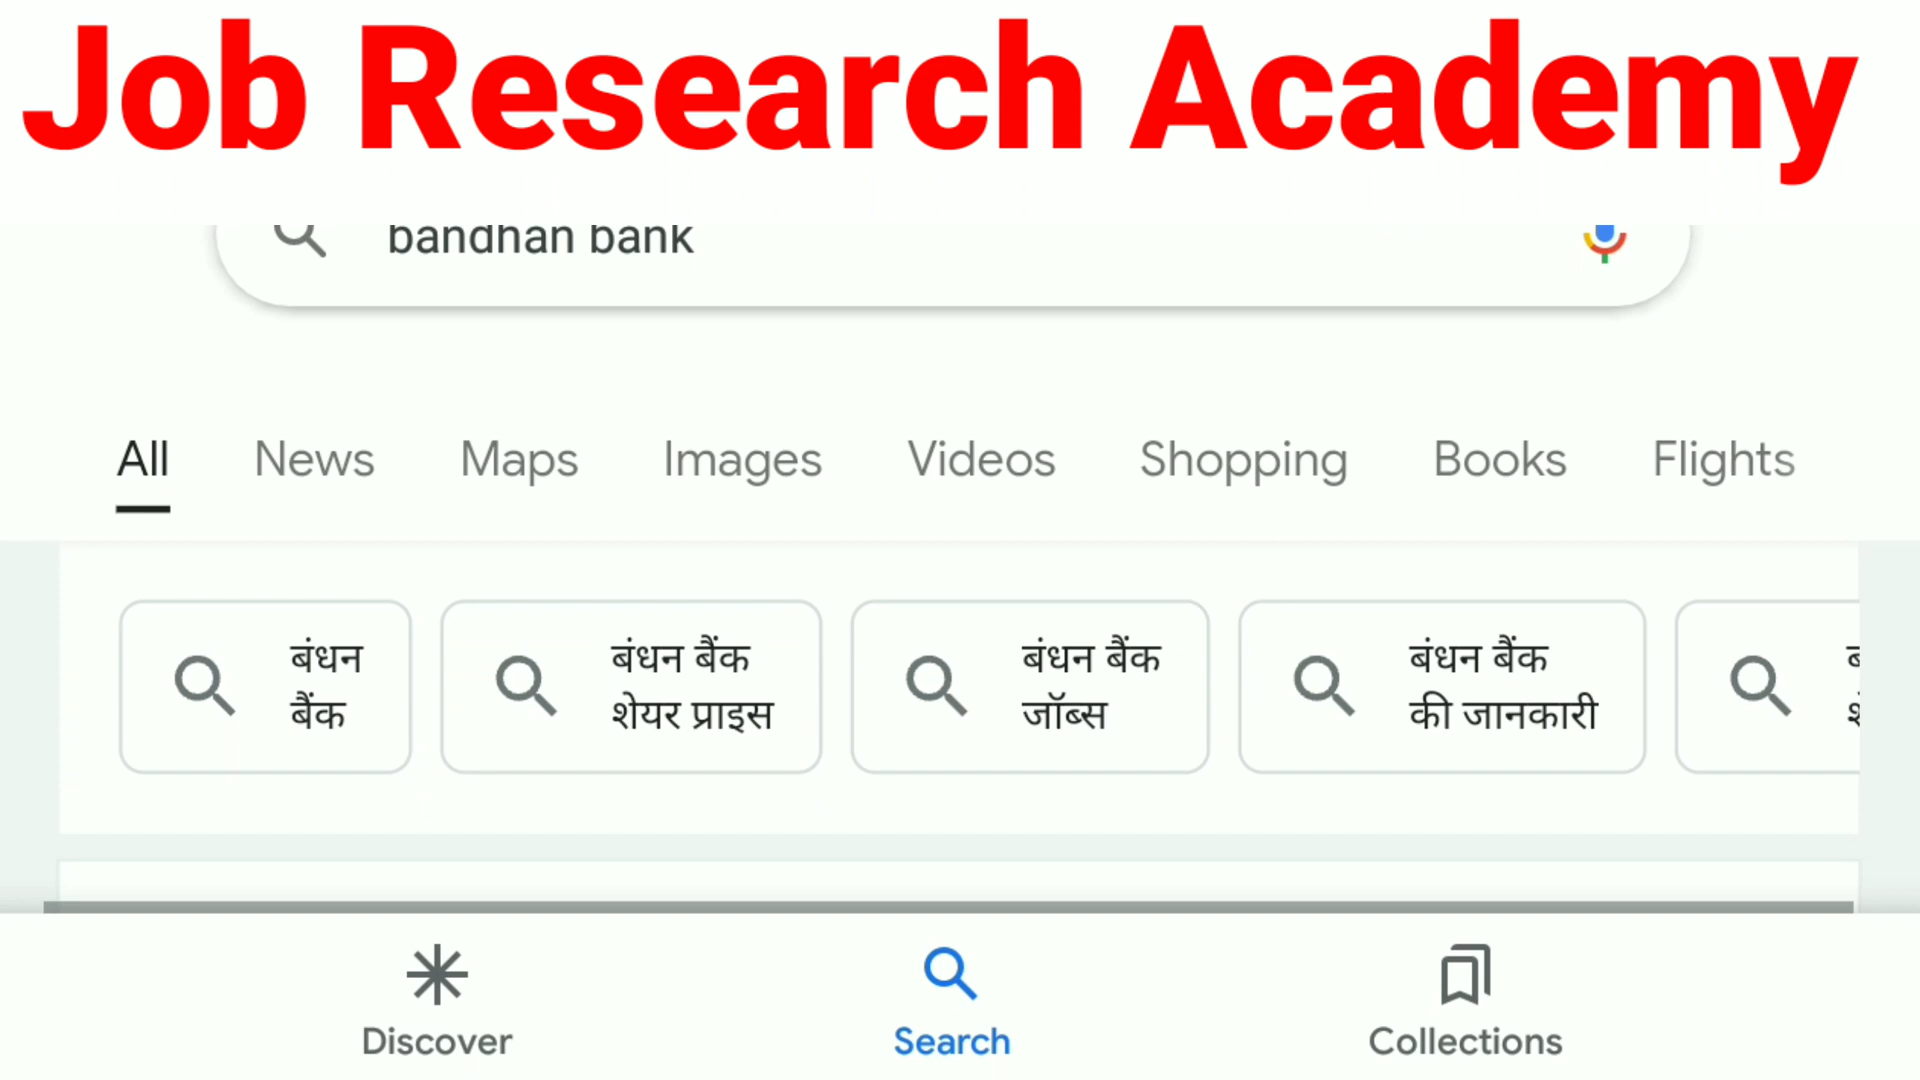 Job Research Academy
bandhan bank
All News Maps Images Videos Shopping Books Flights
बंधन
बैंक
बंधन बैंक
शेयर प्राइस
बंधन बैंक
जॉब्स
बंधन बैंक
की जानकारी
Discover Search Collections